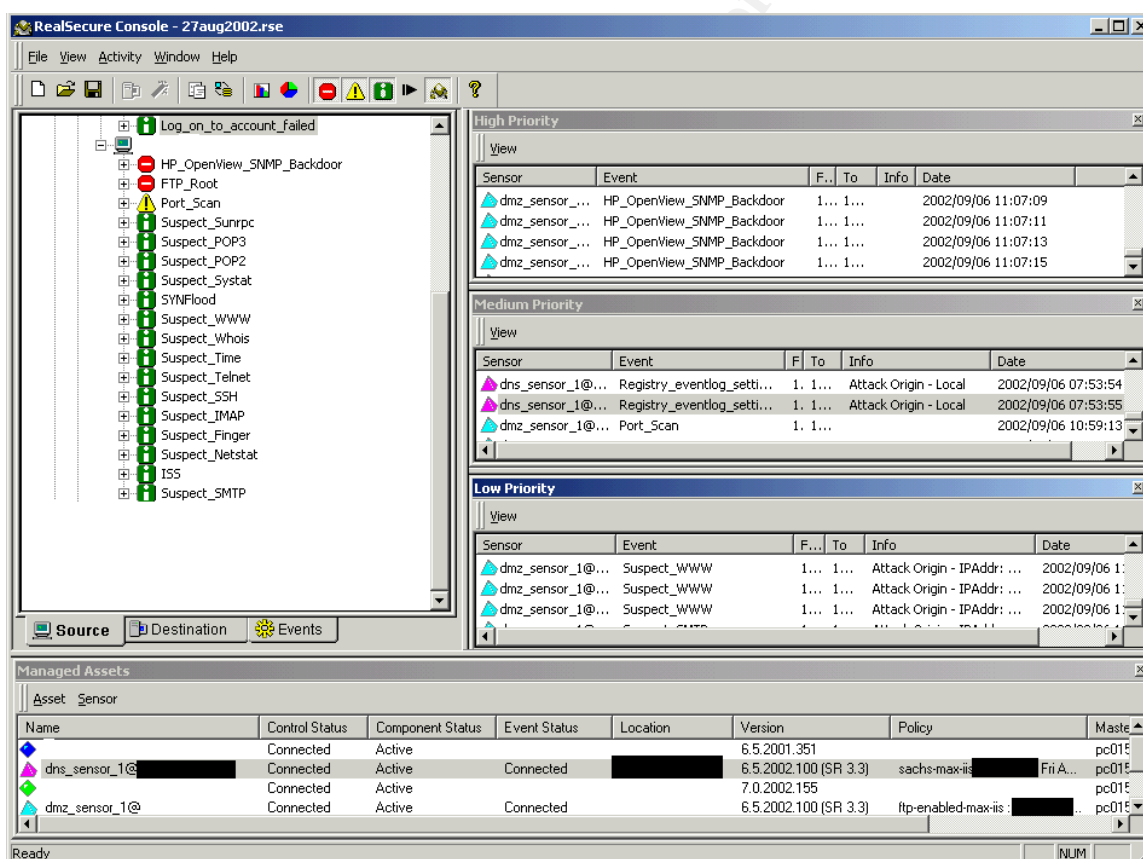 RealSecure Console - 27aug2002.rse
File View Activity Window Help
Log_on_to_account_failed
HP_OpenView_SNMP_Backdoor
FTP_Root
Port_Scan
Suspect_Sunrpc
Suspect_POP3
Suspect_POP2
Suspect_Systat
SYNFlood
Suspect_WWW
Suspect_Whois
Suspect_Time
Suspect_Telnet
Suspect_SSH
Suspect_IMAP
Suspect_Finger
Suspect_Netstat
ISS
Suspect_SMTP
Source Destination Events
High Priority
View
Sensor Event F.. To Info Date
dmz_sensor_... HP_OpenView_SNMP_Backdoor 1... 1... 2002/09/06 11:07:09
dmz_sensor_... HP_OpenView_SNMP_Backdoor 1... 1... 2002/09/06 11:07:11
dmz_sensor_... HP_OpenView_SNMP_Backdoor 1... 1... 2002/09/06 11:07:13
dmz_sensor_... HP_OpenView_SNMP_Backdoor 1... 1... 2002/09/06 11:07:15
Medium Priority
View
Sensor Event F To Info Date
dns_sensor_1@... Registry_eventlog_setti... 1. 1... Attack Origin - Local 2002/09/06 07:53:54
dns_sensor_1@... Registry_eventlog_setti... 1. 1... Attack Origin - Local 2002/09/06 07:53:55
dmz_sensor_1@... Port_Scan 1. 1... 2002/09/06 10:59:13
Low Priority
View
Sensor Event F... To Info Date
dmz_sensor_1@... Suspect_WWW 1... 1... Attack Origin - IPAddr: ... 2002/09/06 1
dmz_sensor_1@... Suspect_WWW 1... 1... Attack Origin - IPAddr: ... 2002/09/06 1
dmz_sensor_1@... Suspect_WWW 1... 1... Attack Origin - IPAddr: ... 2002/09/06 1
Managed Assets
Asset Sensor
Name Control Status Component Status Event Status Location Version Policy Maste
Connected Active 6.5.2001.351 pc015
dns_sensor_1@ Connected Active Connected 6.5.2002.100 (SR 3.3) sachs-max-iis Fri A... pc015
Connected Active 7.0.2002.155 pc015
dmz_sensor_1@ Connected Active Connected 6.5.2002.100 (SR 3.3) ftp-enabled-max-iis : .. pc015
Ready NUM